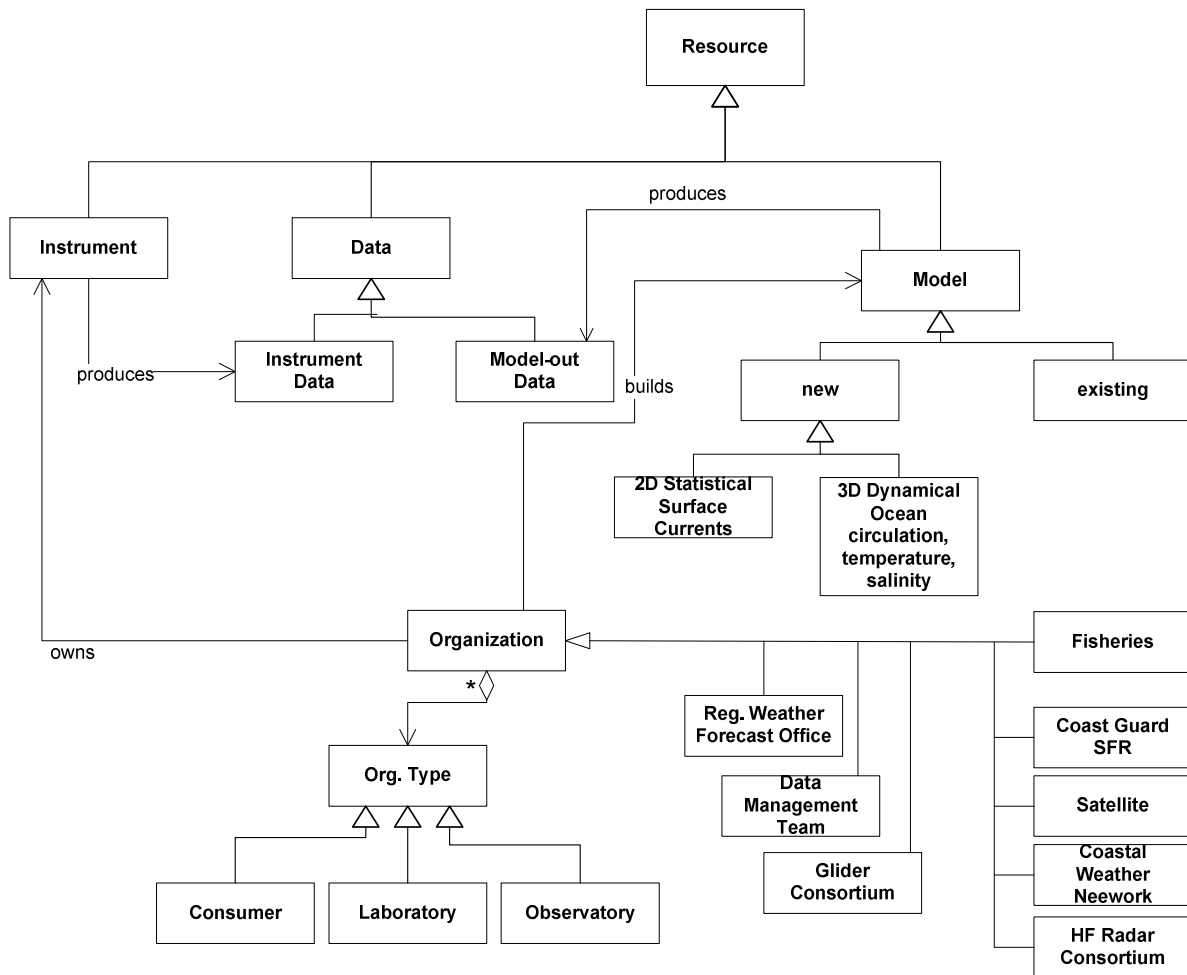 Resource
produces
Instrument
Data
Model
Instrument
Data
Model-out
Data
produces
builds
new
existing
2D Statistical
Surface
Currents
3D Dynamical
Ocean
circulation,
temperature,
salinity
Organization
owns
*
Fisheries
Reg. Weather
Forecast Office
Coast Guard
SFR
Org. Type
Data
Management
Team
Satellite
Glider
Consortium
Coastal
Weather
Neework
Consumer
Laboratory
Observatory
HF Radar
Consortium